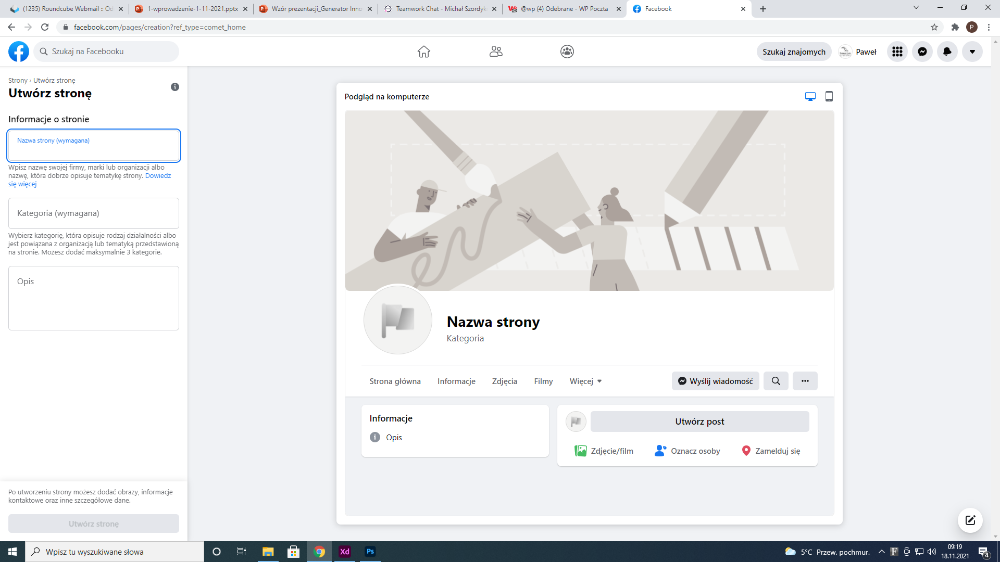 (1235) Roundcube Webmail :: Od
1-wprowadzenie-1-11-2021.pptx
Wzór prezentacji_Generator Inno
Teamwork Chat - Michał Szordyk
@wp (4) Odebrane - WP Poczta
Facebook
facebook.com/pages/creation?ref_type=comet_home
P
Szukaj na Facebooku
Szukaj znajomych
Paweł
Strony › Utwórz stronę
Utwórz stronę
Informacje o stronie
Nazwa strony (wymagana)
Wpisz nazwę swojej firmy, marki lub organizacji albo
nazwę, która dobrze opisuje tematykę strony. Dowiedz
się więcej
Kategoria (wymagana)
Wybierz kategorię, która opisuje rodzaj działalności albo
jest powiązana z organizacją lub tematyką przedstawioną
na stronie. Możesz dodać maksymalnie 3 kategorie.
Opis
Po utworzeniu strony możesz dodać obrazy, informacje
kontaktowe oraz inne szczegółowe dane.
Utwórz stronę
Podgląd na komputerze
Nazwa strony
Kategoria
Strona główna
Informacje
Zdjęcia
Filmy
Więcej
Wyślij wiadomość
Informacje
Opis
Utwórz post
Zdjęcie/film
Oznacz osoby
Zamelduj się
Wpisz tu wyszukiwane słowa
Xd
Ps
5°C Przew. pochmur.
F
09:19
18.11.2021
4